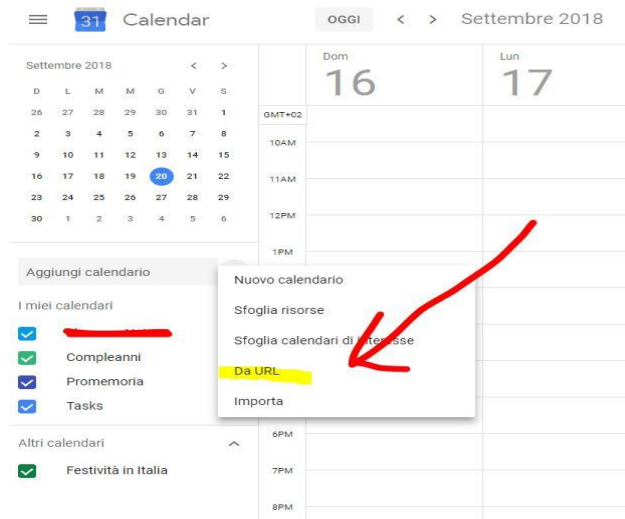 31 Calendar OGGI < > Settembre 2018
Settembre 2018 < >
D L M M G V S
26 27 28 29 30 31 1
2 3 4 5 6 7 8
9 10 11 12 13 14 15
16 17 18 19 20 21 22
23 24 25 26 27 28 29
30 1 2 3 4 5 6
Aggiungi calendario
I miei calendari
Compleanni
Promemoria
Tasks
Altri calendari
Festività in Italia
Dom
16
Lun
17
GMT+02
10AM
11AM
12PM
1PM
Nuovo calendario
Sfoglia risorse
Sfoglia calendari di interesse
Da URL
Importa
6PM
7PM
8PM